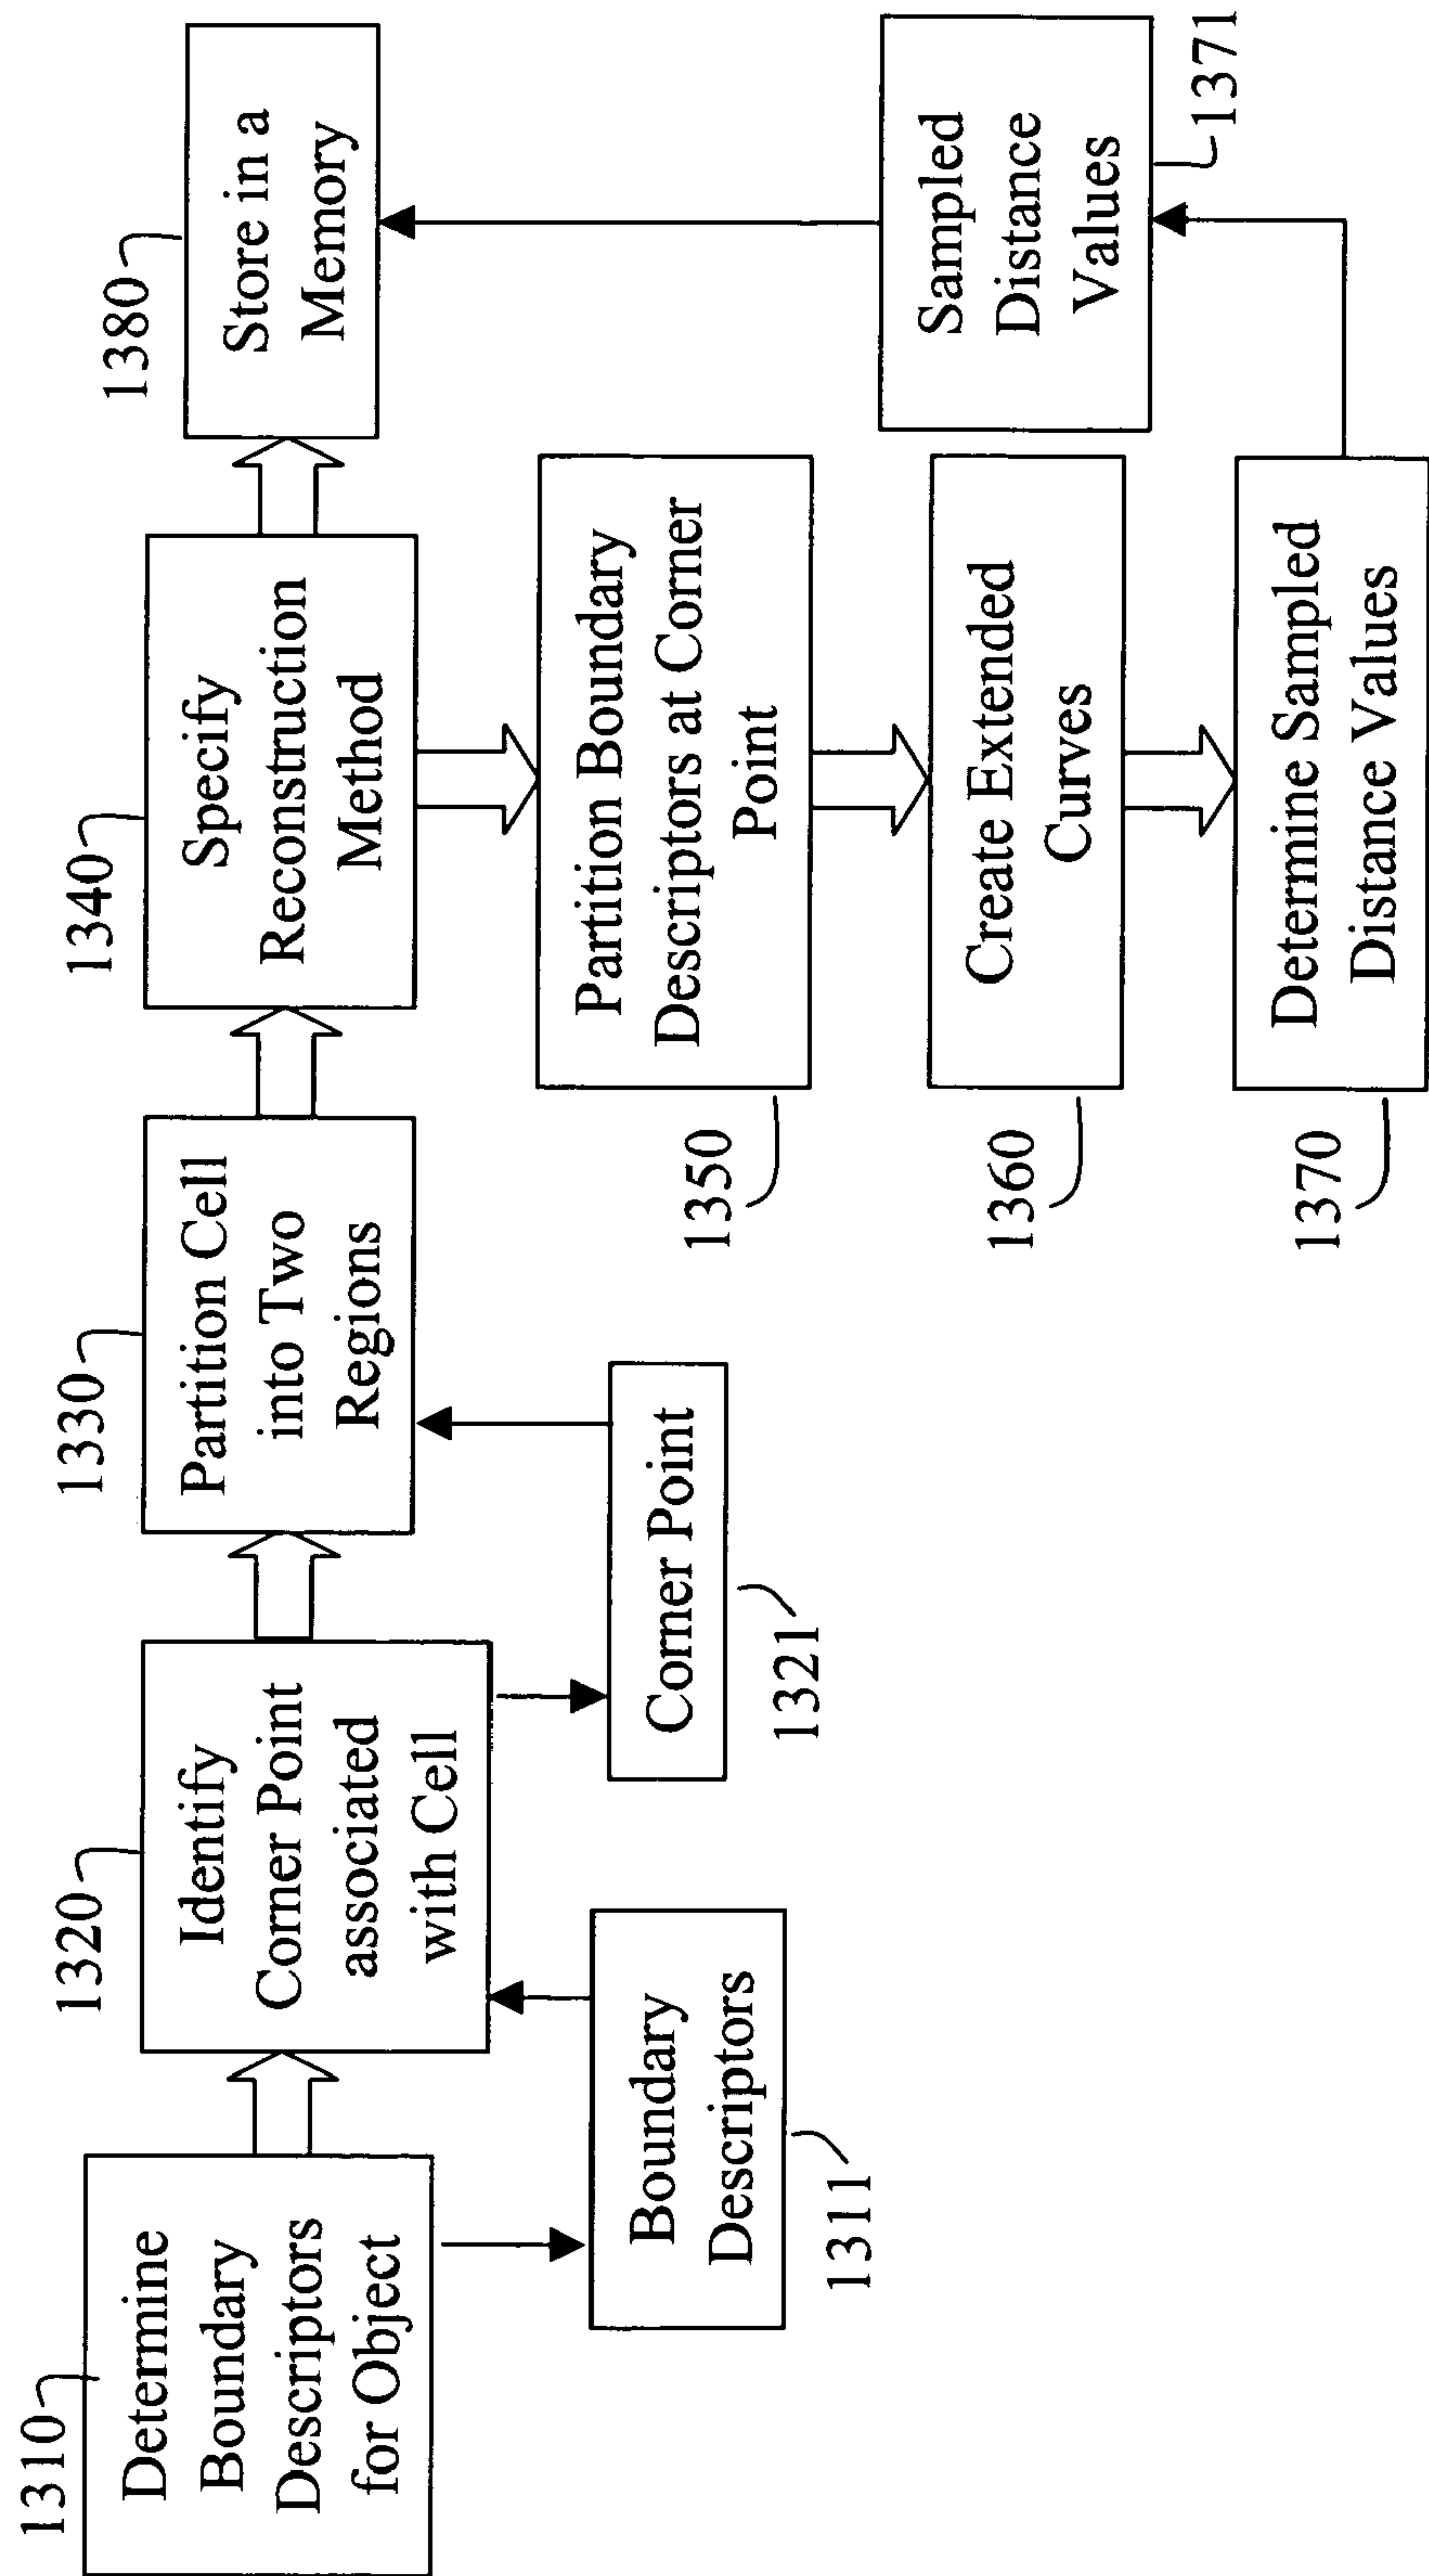 1310
Determine
Boundary
Descriptors
for Object
1311
Boundary
Descriptors
1320
Identify
Corner Point
associated
with Cell
1321
Corner Point
1330
Partition Cell
into Two
Regions
1340
Specify
Reconstruction
Method
1350
Partition Boundary
Descriptors at Corner
Point
1360
Create Extended
Curves
1370
Determine Sampled
Distance Values
1371
Sampled
Distance
Values
1380
Store in a
Memory